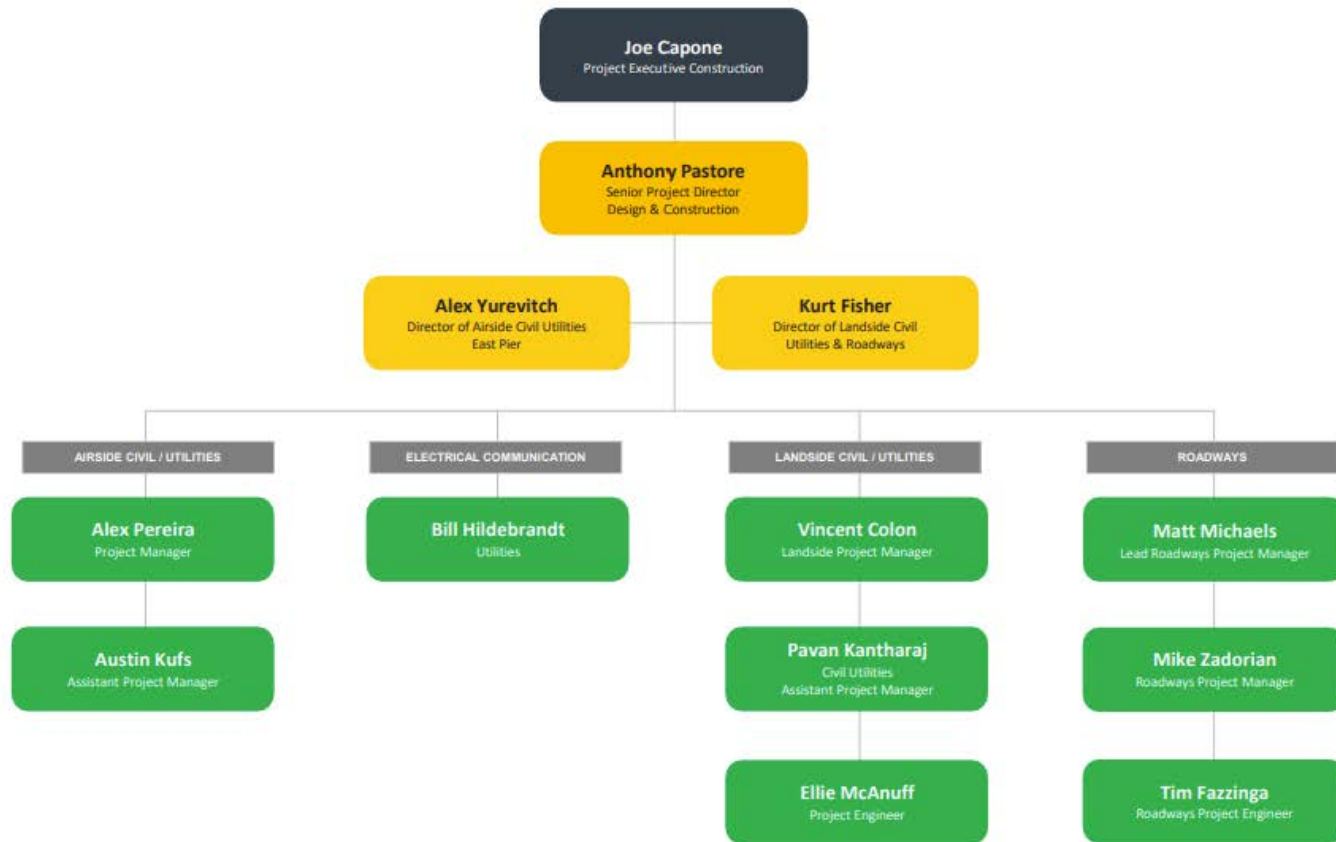 Joe Capone
Project Executive Construction
Anthony Pastore
Senior Project Director
Design & Construction
Alex Yurevitch
Director of Airside Civil Utilities
East Pier
Kurt Fisher
Director of Landside Civil
Utilities & Roadways
AIRSIDE CIVIL / UTILITIES
ELECTRICAL COMMUNICATION
LANDSIDE CIVIL / UTILITIES
ROADWAYS
Alex Pereira
Project Manager
Bill Hildebrandt
Utilities
Vincent Colon
Landside Project Manager
Matt Michaels
Lead Roadways Project Manager
Austin Kufs
Assistant Project Manager
Pavan Kantharaj
Civil Utilities
Assistant Project Manager
Mike Zadorian
Roadways Project Manager
Ellie McAnuff
Project Engineer
Tim Fazzinga
Roadways Project Engineer